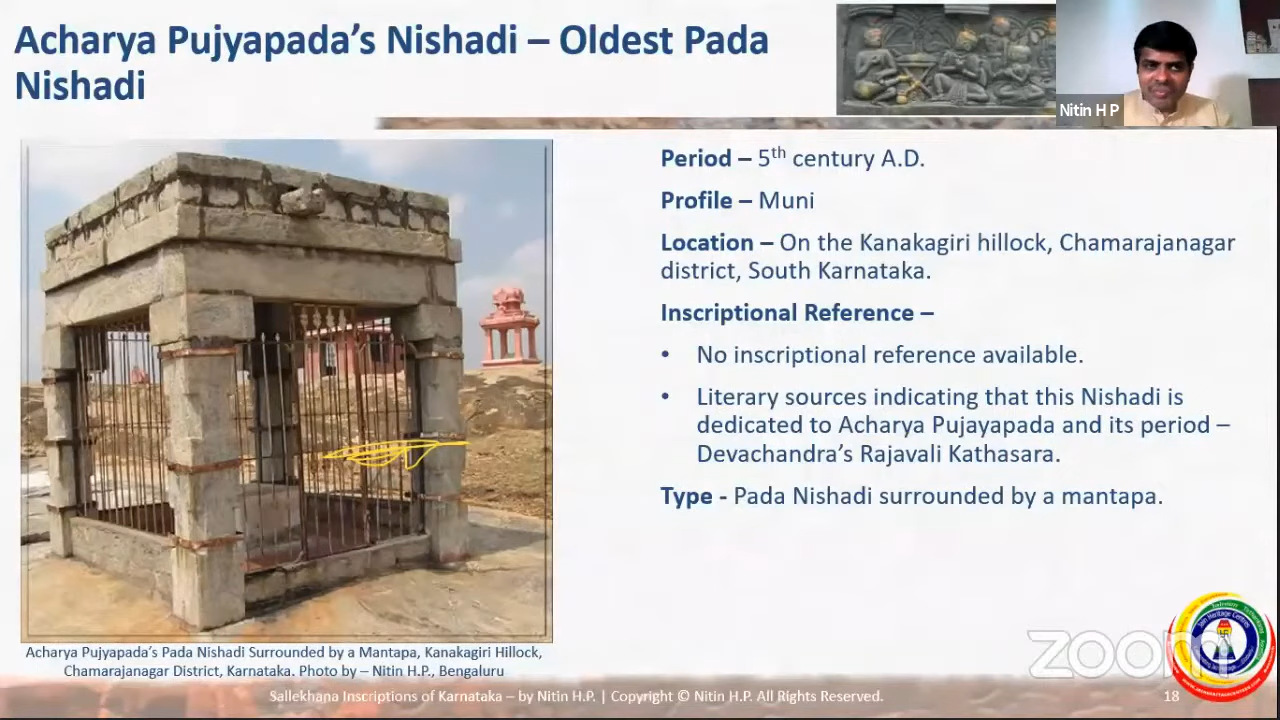 Acharya Pujyapada's Nishadi – Oldest Pada
Nishadi
Nitin H P
Period – 5th century A.D.
Profile – Muni
Location – On the Kanakagiri hillock, Chamarajanagar
district, South Karnataka.
Inscriptional Reference –
• No inscriptional reference available.
• Literary sources indicating that this Nishadi is
dedicated to Acharya Pujayapada and its period –
Devachandra's Rajavali Kathasara.
Type - Pada Nishadi surrounded by a mantapa.
Acharya Pujyapada's Pada Nishadi Surrounded by a Mantapa, Kanakagiri Hillock,
Chamarajanagar District, Karnataka. Photo by – Nitin H.P., Bengaluru
zoom
Sallekhana Inscriptions of Karnataka – by Nitin H.P. | Copyright © Nitin H.P. All Rights Reserved.
18